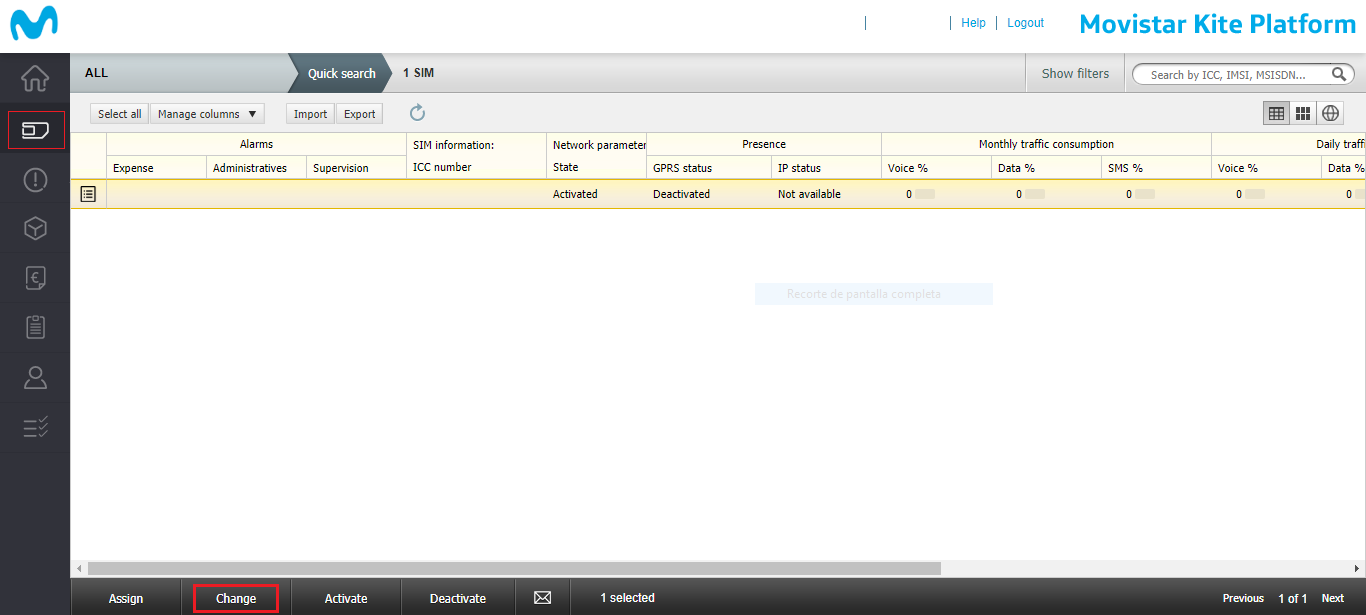 Help Logout Movistar Kite Platform
ALL Quick search 1 SIM Show filters Search by ICC, IMSI, MSISDN...
Select all Manage columns Import Export
Alarms SIM information: Network parameter Presence Monthly traffic consumption Daily traffi
Expense Administratives Supervision ICC number State GPRS status IP status Voice % Data % SMS % Voice % Data %
Activated Deactivated Not available 0 0 0 0 0
Recorte de pantalla completa
Assign Change Activate Deactivate 1 selected Previous 1 of 1 Next